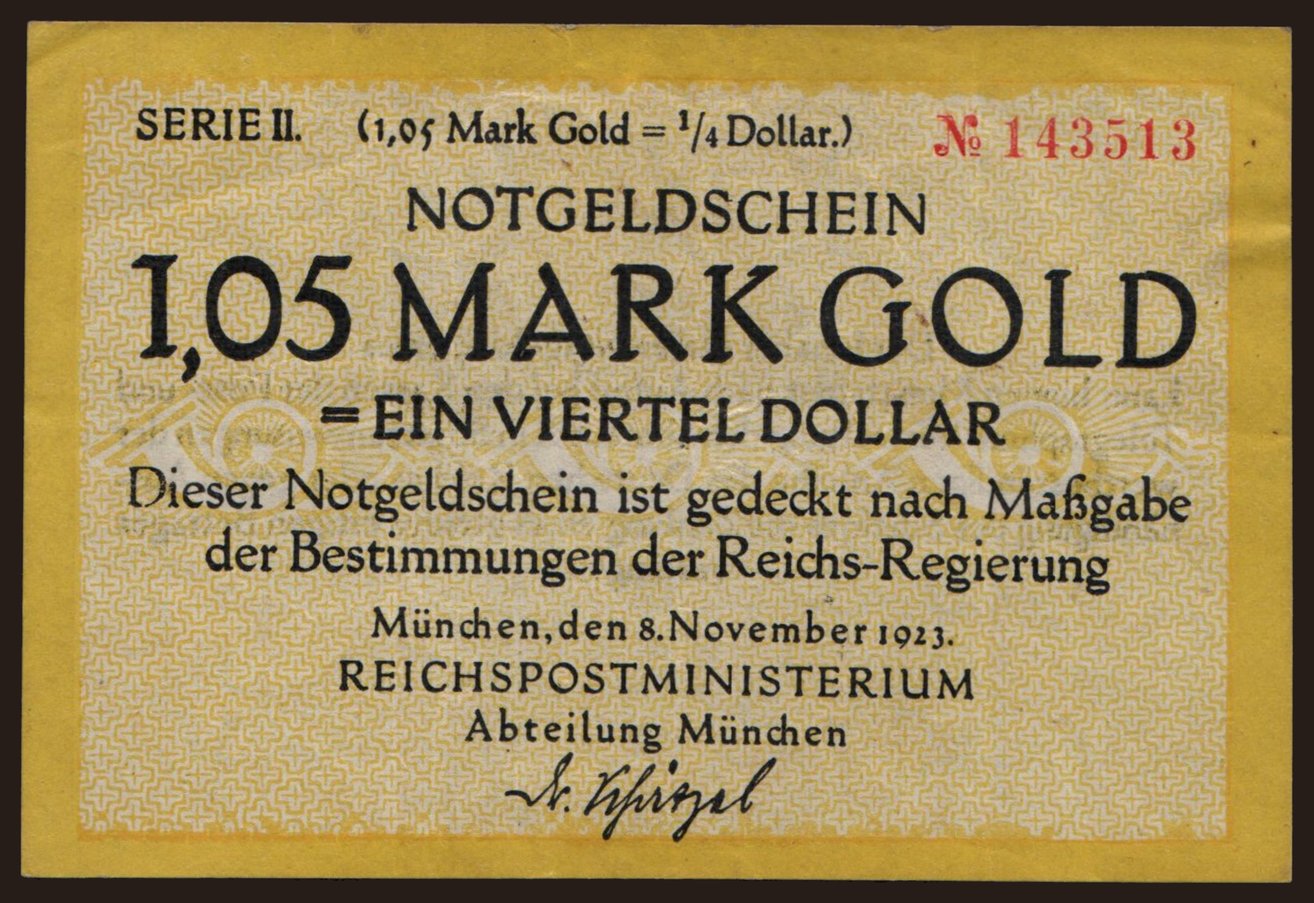 SERIE II. (1,05 Mark Gold = 1/4 Dollar.) № 143513
NOTGELDSCHEIN
1,05 MARK GOLD
= EIN VIERTEL DOLLAR
Dieser Notgeldschein ist gedeckt nach Maßgabe
der Bestimmungen der Reichs-Regierung
München, den 8. November 1923.
REICHSPOSTMINISTERIUM
Abteilung München
Dr.